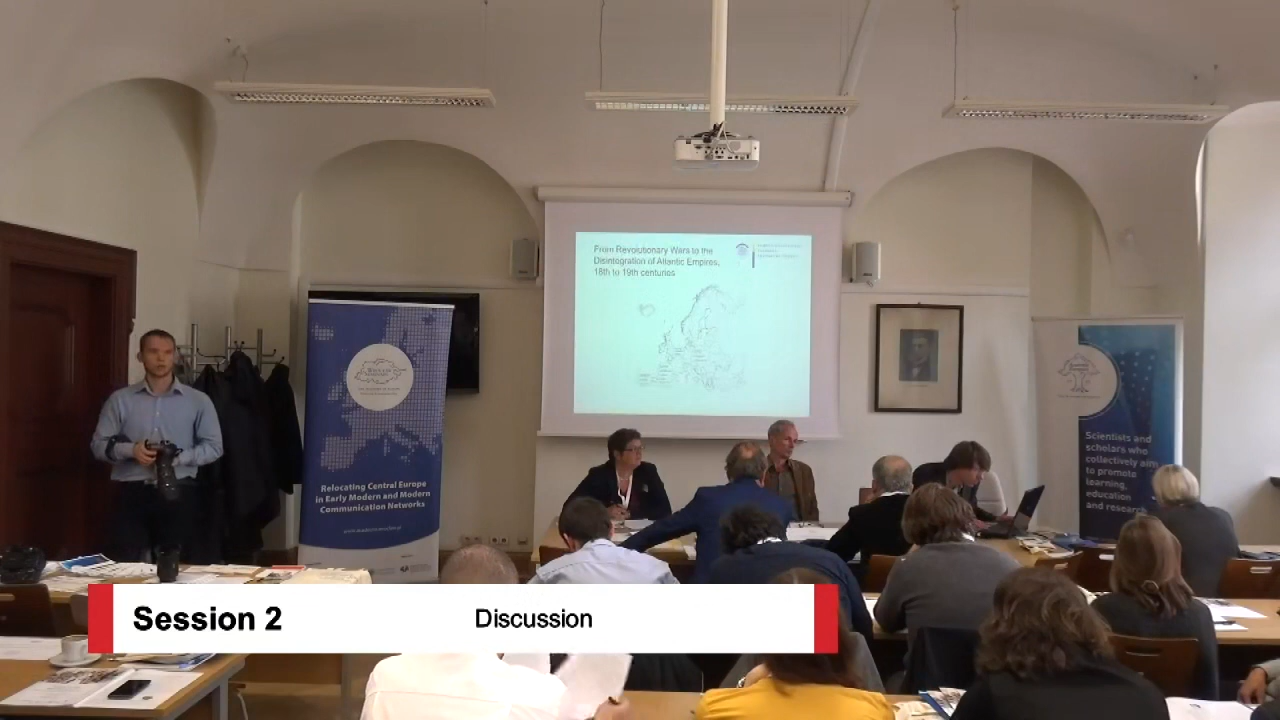 From Revolutionary Wars to the
Disintegration of Atlantic Empires,
18th to 19th centuries
Relocating Central Europe
in Early Modern and Modern
Communication Networks
Scientists and
scholars who
collectively aim
to promote
learning,
education
and research
Session 2 Discussion